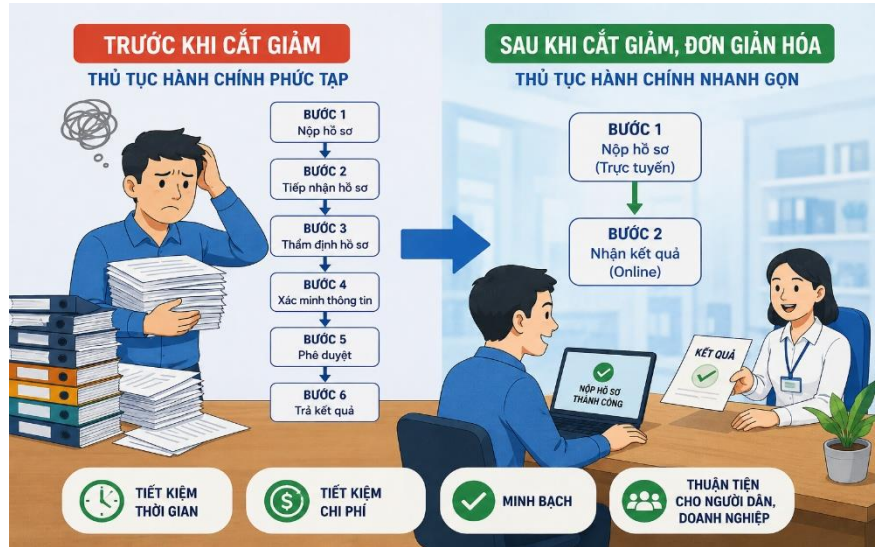 TRƯỚC KHI CẮT GIẢM
THỦ TỤC HÀNH CHÍNH PHỨC TẠP
BƯỚC 1
Nộp hồ sơ
BƯỚC 2
Tiếp nhận hồ sơ
BƯỚC 3
Thẩm định hồ sơ
BƯỚC 4
Xác minh thông tin
BƯỚC 5
Phê duyệt
BƯỚC 6
Trả kết quả
SAU KHI CẮT GIẢM, ĐƠN GIẢN HÓA
THỦ TỤC HÀNH CHÍNH NHANH GỌN
BƯỚC 1
Nộp hồ sơ
(Trực tuyến)
BƯỚC 2
Nhận kết quả
(Online)
NỘP HỒ SƠ
THÀNH CÔNG
KẾT QUẢ
TIẾT KIỆM
THỜI GIAN
$
TIẾT KIỆM
CHI PHÍ
MINH BẠCH
THUẬN TIỆN
CHO NGƯỜI DÂN,
DOANH NGHIỆP